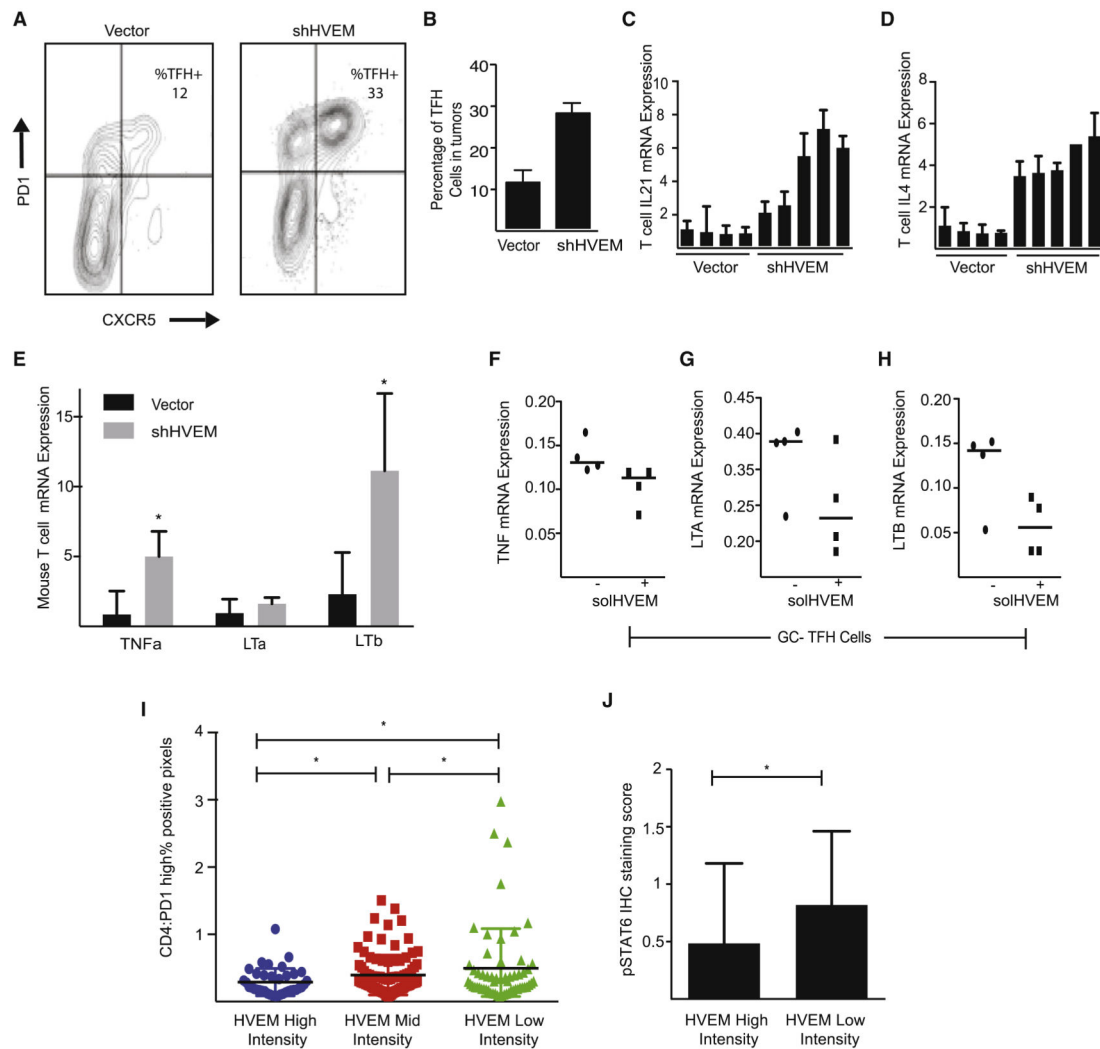 A
Vector
shHVEM
%TFH+
12
%TFH+
33
PD1
CXCR5
B
Percentage of TFH
Cells in tumors
40
30
20
10
Vector
shHVEM
C
T cell IL21 mRNA Expression
10
8
6
4
2
Vector
shHVEM
D
T cell IL4 mRNA Expression
8
6
4
2
0
Vector
shHVEM
E
Mouse T cell mRNA Expression
15
10
5
Vector
shHVEM
*
*
TNFa
LTa
LTb
F
TNF mRNA Expression
0.20
0.15
0.10
0.05
- +
solHVEM
G
LTA mRNA Expression
0.45
0.35
0.25
0.20
- +
solHVEM
H
LTB mRNA Expression
0.20
0.15
0.10
0.05
- +
solHVEM
GC- TFH Cells
I
CD4:PD1 high% positive pixels
4
3
2
1
*
*
*
HVEM High
Intensity
HVEM Mid
Intensity
HVEM Low
Intensity
J
pSTAT6 IHC staining score
2
1.5
1
0.5
*
HVEM High
Intensity
HVEM Low
Intensity